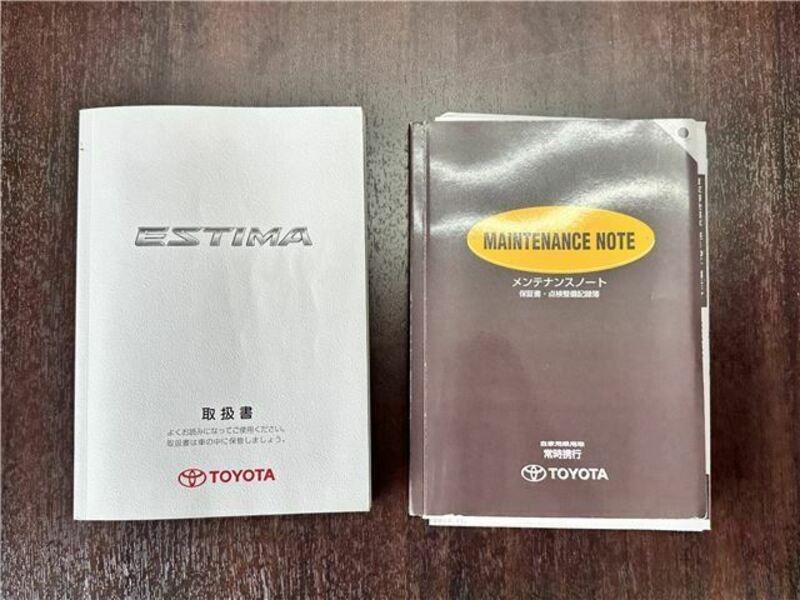 ESTIMA
取扱書
よくお読みになってご使用ください。
取扱書は車の中に保管しましょう。
TOYOTA
MAINTENANCE NOTE
メンテナンスノート
保証書・点検整備記録簿
自家用乗用車
常時携行
TOYOTA